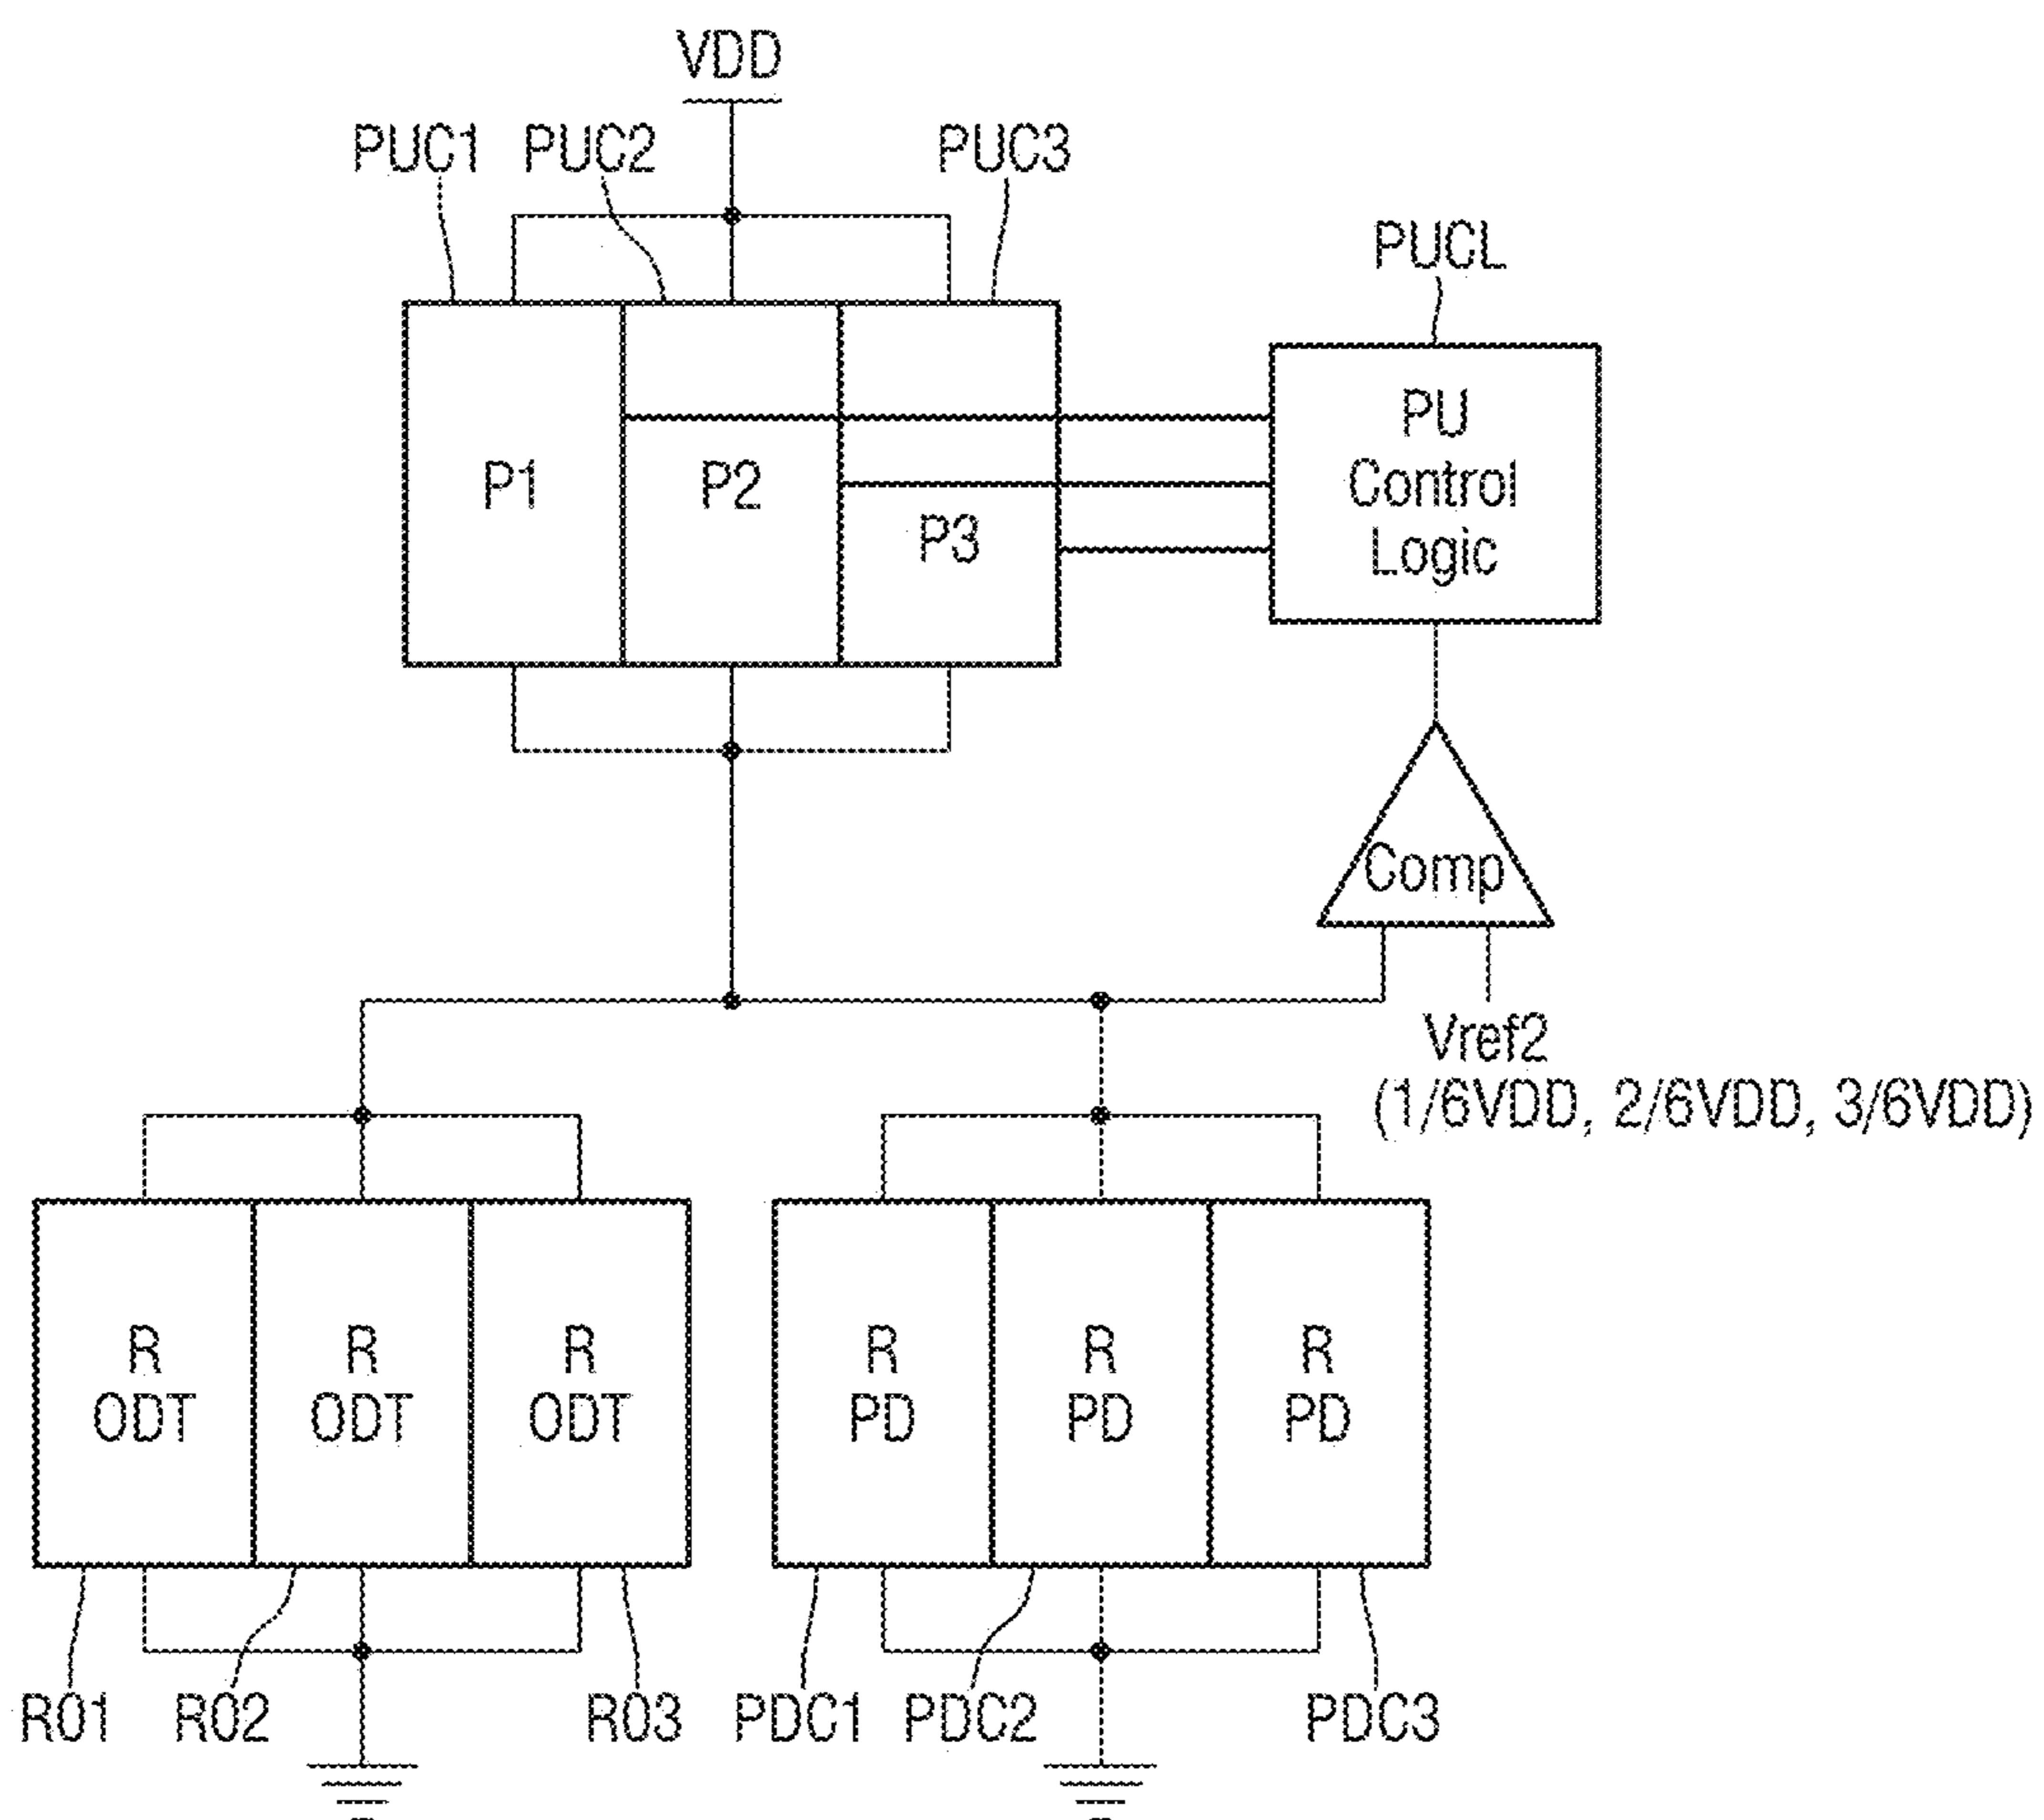 VDD
PUC1 PUC2 PUC3
PUCL
P1 P2 P3
PU
Control
Logic
Comp
Vref2
(1/6VDD, 2/6VDD, 3/6VDD)
R
ODT
R
ODT
R
ODT
R
PD
R
PD
R
PD
R01 R02 R03 PDC1 PDC2 PDC3